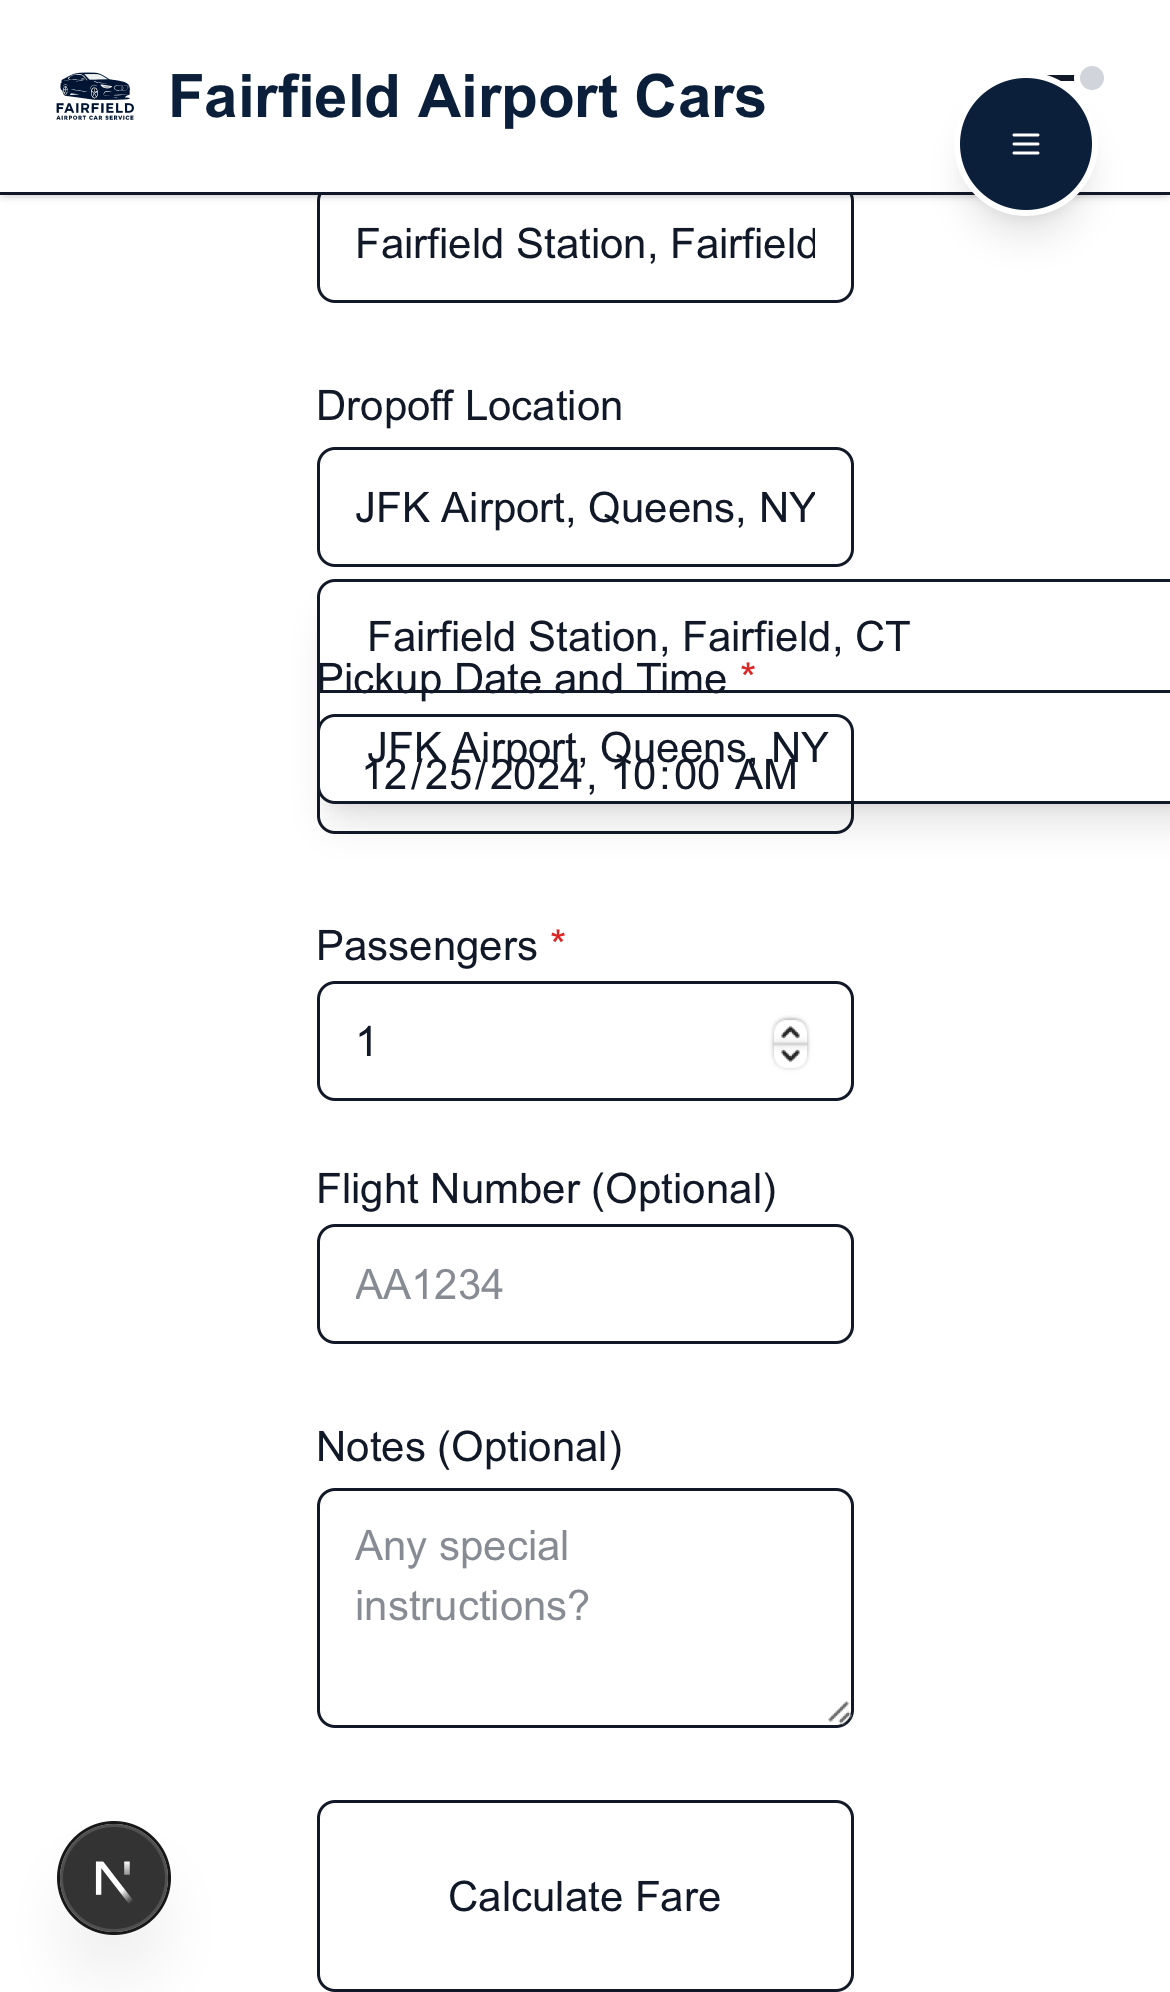 FAIRFIELD
AIRPORT CAR SERVICE
Fairfield Airport Cars
Fairfield Station, Fairfield
Dropoff Location
JFK Airport, Queens, NY
Fairfield Station, Fairfield, CT
Pickup Date and Time *
JFK Airport, Queens, NY
12/25/2024, 10:00 AM
Passengers *
1
Flight Number (Optional)
AA1234
Notes (Optional)
Any special
instructions?
N
Calculate Fare